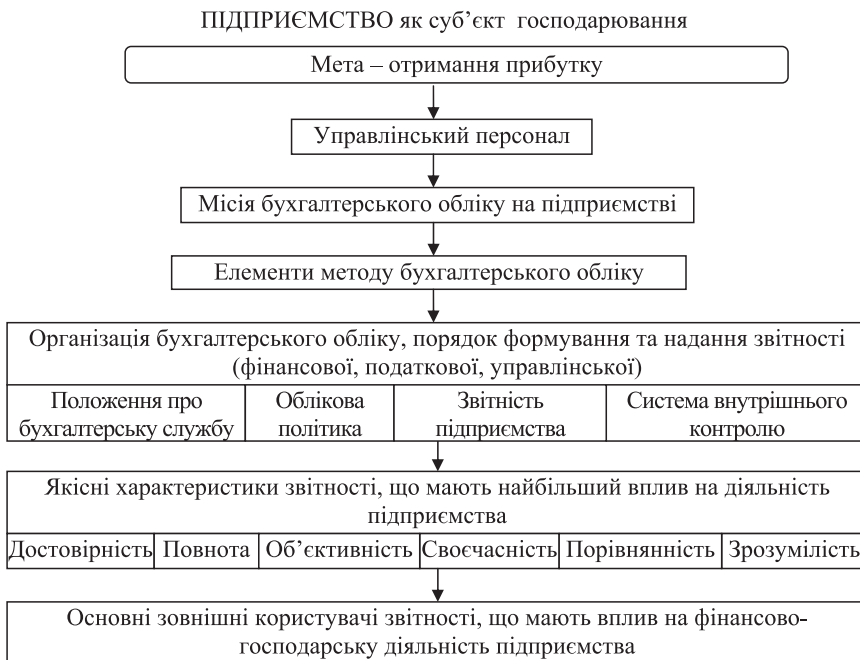 ПІДПРИЄМСТВО як суб’єкт господарювання
Мета – отримання прибутку
Управлінський персонал
Місія бухгалтерського обліку на підприємстві
Елементи методу бухгалтерського обліку
Організація бухгалтерського обліку, порядок формування та надання звітності
(фінансової, податкової, управлінської)
Положення про
бухгалтерську службу
Облікова
політика
Звітність
підприємства
Система внутрішнього
контролю
Якісні характеристики звітності, що мають найбільший вплив на діяльність
підприємства
Достовірність
Повнота
Об’єктивність
Своєчасність
Порівнянність
Зрозумілість
Основні зовнішні користувачі звітності, що мають вплив на фінансово-
господарську діяльність підприємства